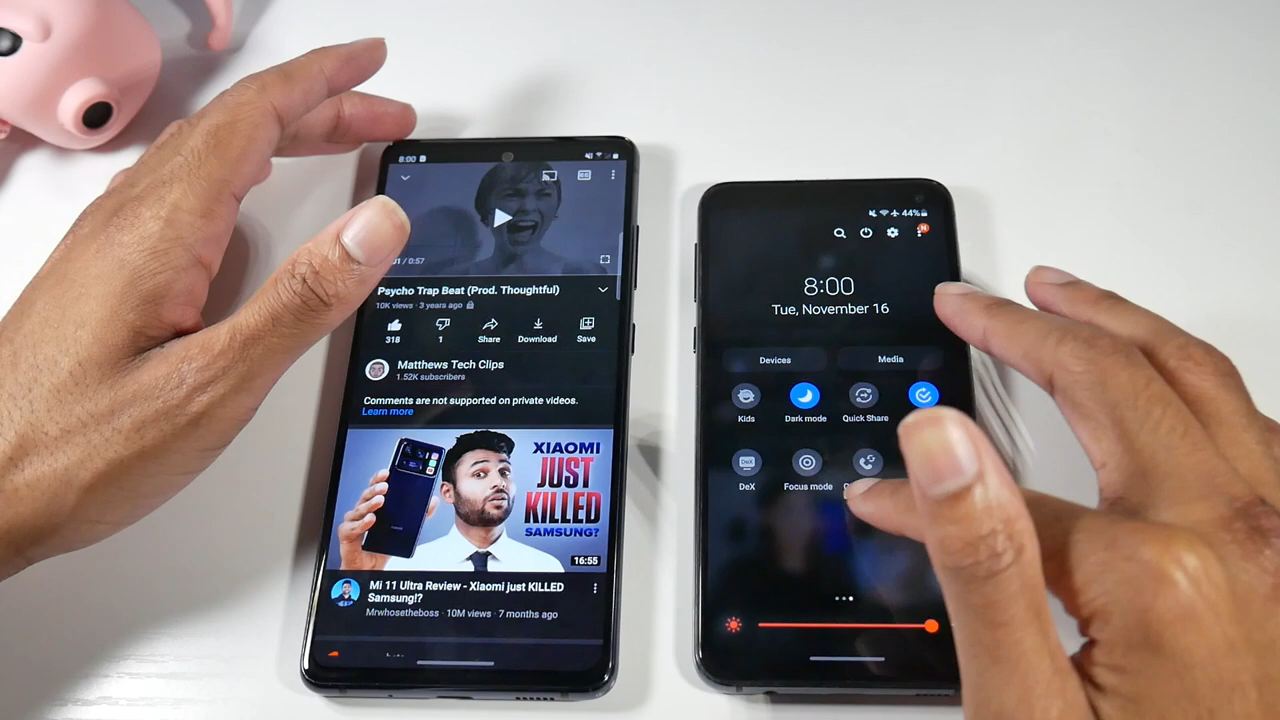 8:00
/ 0:57
Psycho Trap Beat (Prod. Thoughtful)
10K views · 3 years ago
318
1
Share
Download
Save
Matthews Tech Clips
1.52K subscribers
Comments are not supported on private videos.
Learn more
XIAOMI
JUST
KILLED
SAMSUNG?
16:55
Mi 11 Ultra Review - Xiaomi just KILLED
Samsung!?
Mrwhosetheboss · 10M views · 7 months ago
44%
N
8:00
Tue, November 16
Devices
Media
Kids
Dark mode
Quick Share
DeX
DeX
Focus mode